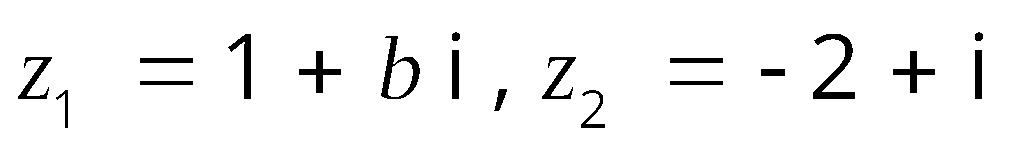 z₁ = 1 + b i , z₂ = - 2 + i